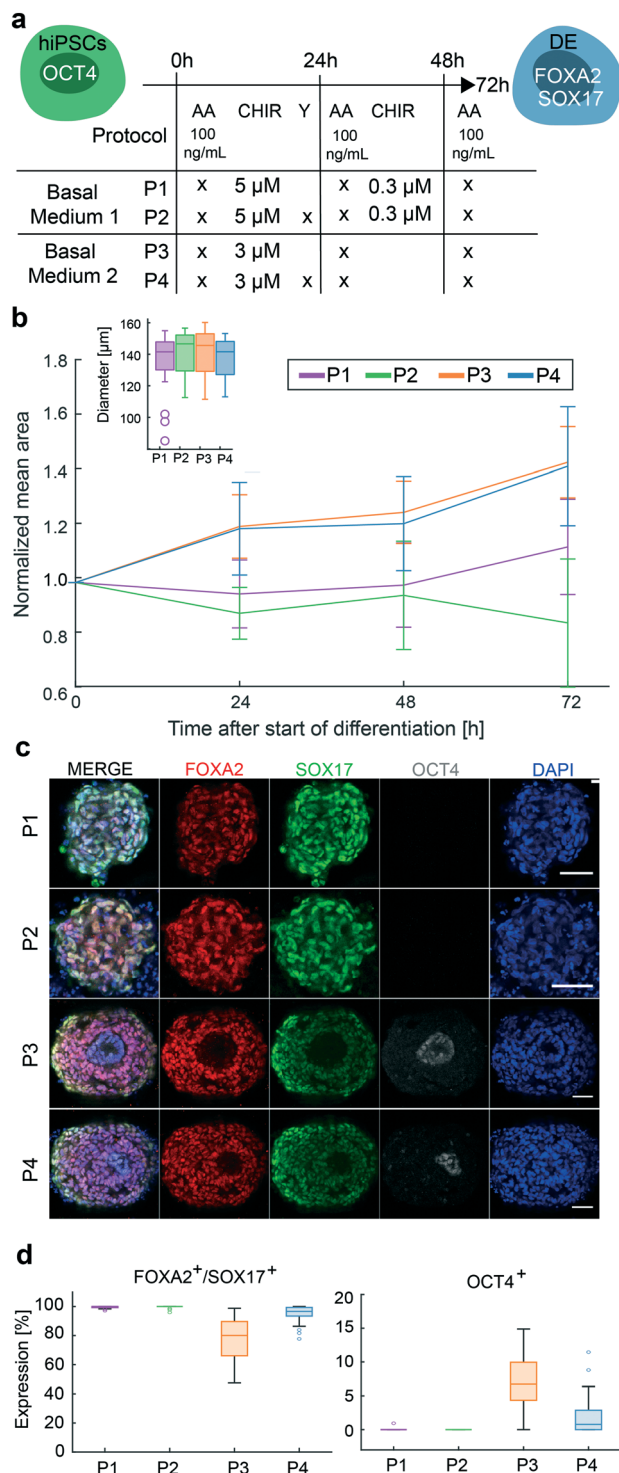 a
hiPSCs
OCT4
DE
FOXA2
SOX17
0h 24h 48h 72h
Protocol
AA CHIR Y AA CHIR AA
100 100 100
ng/mL ng/mL ng/mL
Basal Medium 1
P1 x 5 µM x 0.3 µM x
P2 x 5 µM x x 0.3 µM x
Basal Medium 2
P3 x 3 µM x x
P4 x 3 µM x x x
b
Diameter [µm]
160
140
120
100
P1 P2 P3 P4
P1 P2 P3 P4
Normalized mean area
1.8
1.6
1.4
1.2
1.0
0.8
0.6
0 24 48 72
Time after start of differentiation [h]
c
MERGE FOXA2 SOX17 OCT4 DAPI
P1
P2
P3
P4
d
FOXA2+/SOX17+
Expression [%]
100
80
60
40
20
0
P1 P2 P3 P4
OCT4+
20
15
10
5
0
P1 P2 P3 P4